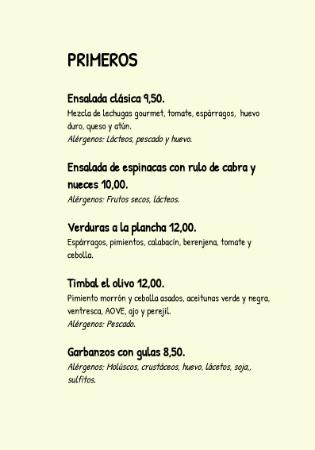 PRIMEROS
Ensalada clásica 9,50.
Mezcla de lechugas gourmet, tomate, espárragos, huevo
duro, queso y atún.
Alérgenos: Lácteos, pescado y huevo.
Ensalada de espinacas con rulo de cabra y
nueces 10,00.
Alérgenos: Frutos secos, lácteos.
Verduras a la plancha 12,00.
Espárragos, pimientos, calabacín, berenjena, tomate y
cebolla.
Timbal el olivo 12,00.
Pimiento morrón y cebolla asados, aceitunas verde y negra,
ventresca, AOVE, ajo y perejil.
Alérgenos: Pescado.
Garbanzos con gulas 8,50.
Alérgenos: Molúscos, crustáceos, huevo, lácetos, soja,,
sulfitos.